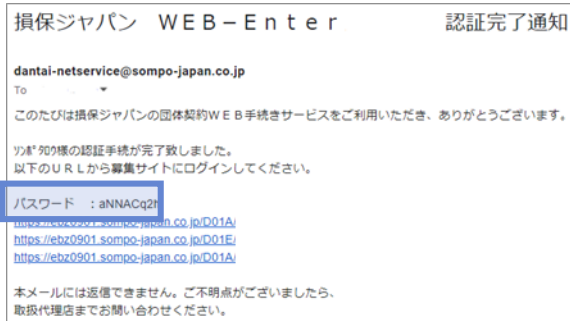 損保ジャパン　ＷＥＢ－Ｅｎｔｅｒ　　　　認証完了通知
dantai-netservice@sompo-japan.co.jp
To
このたびは損保ジャパンの団体契約ＷＥＢ手続きサービスをご利用いただき、ありがとうございます。
ｿﾝﾎﾟ ﾀﾛｳ様の認証手続が完了致しました。
以下のＵＲＬから募集サイトにログインしてください。
パスワード　：aNNACq2
https://ebz0901.sompo-japan.co.jp/D01A/
https://ebz0901.sompo-japan.co.jp/D01E/
https://ebz0901.sompo-japan.co.jp/D01A/
本メールには返信できません。ご不明点がございましたら、
取扱代理店までお問い合わせください。